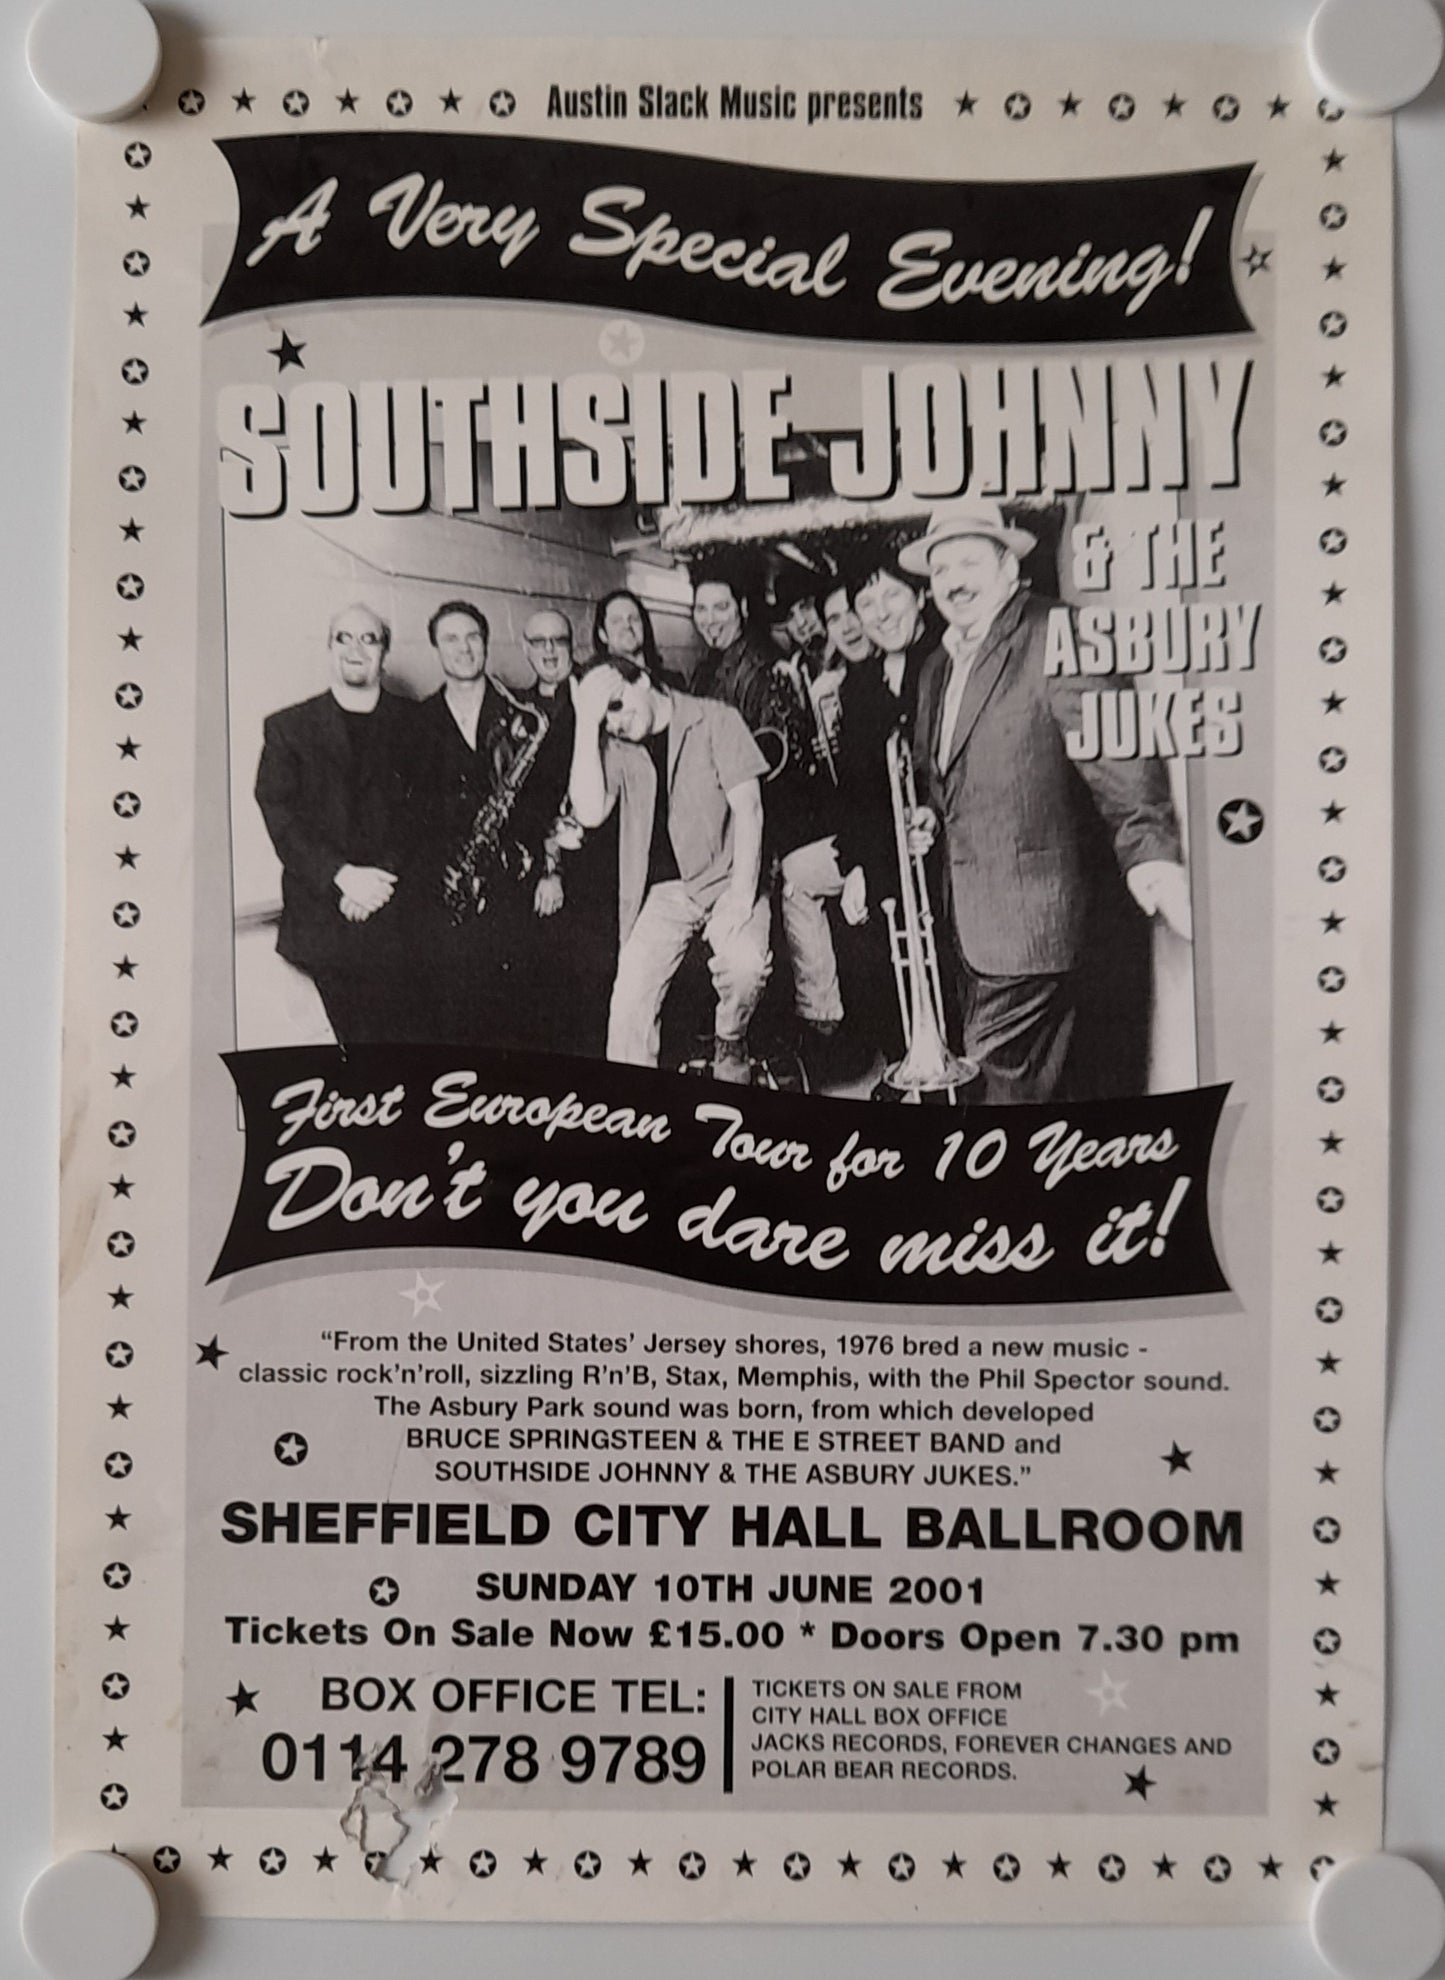 Austin Slack Music presents
A Very Special Evening!
SOUTHSIDE JOHNNY
& THE
ASBURY
JUKES
First European Tour for 10 Years
Don't you dare miss it!
“From the United States’ Jersey shores, 1976 bred a new music -
classic rock’n’roll, sizzling R’n’B, Stax, Memphis, with the Phil Spector sound.
The Asbury Park sound was born, from which developed
BRUCE SPRINGSTEEN & THE E STREET BAND and
SOUTHSIDE JOHNNY & THE ASBURY JUKES.”
SHEFFIELD CITY HALL BALLROOM
SUNDAY 10TH JUNE 2001
Tickets On Sale Now £15.00 * Doors Open 7.30 pm
BOX OFFICE TEL:
0114 278 9789
TICKETS ON SALE FROM
CITY HALL BOX OFFICE
JACKS RECORDS, FOREVER CHANGES AND
POLAR BEAR RECORDS.